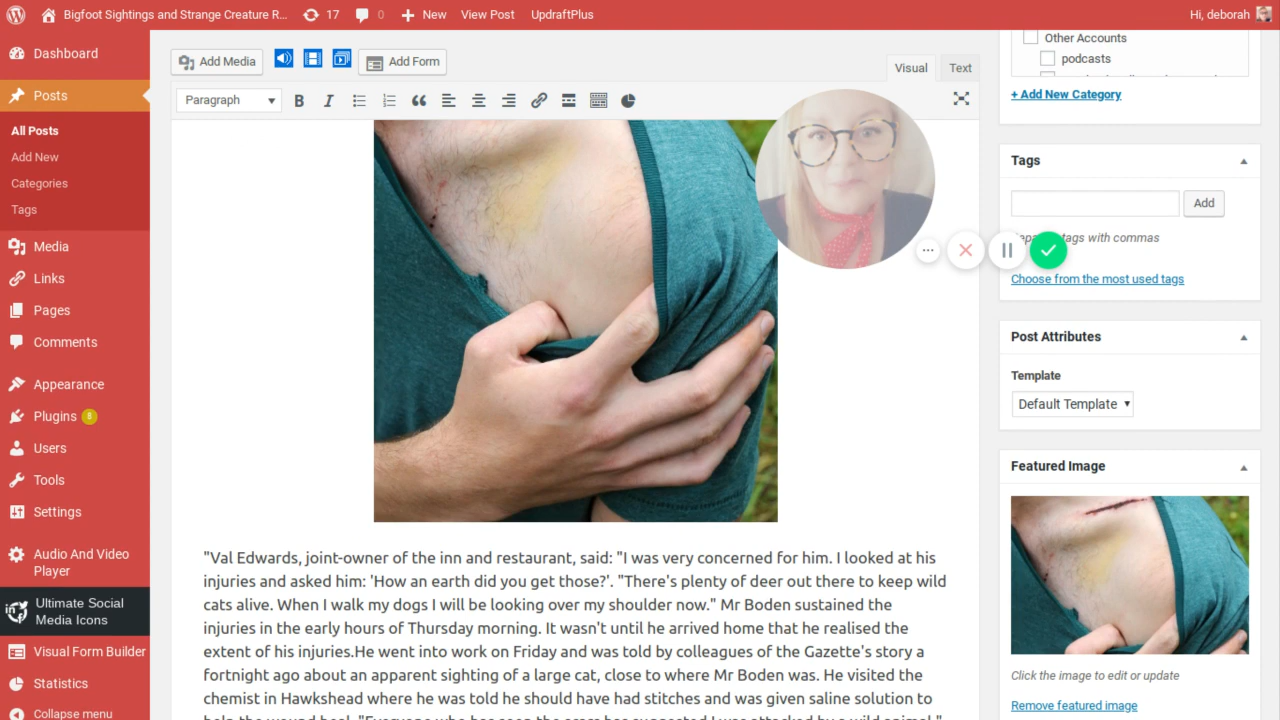 Bigfoot Sightings and Strange Creature R...
17
0
New
View Post
UpdraftPlus
Hi, deborah
Dashboard
Posts
All Posts
Add New
Categories
Tags
Media
Links
Pages
Comments
Appearance
Plugins 8
Users
Tools
Settings
Audio And Video
Player
Ultimate Social
Media Icons
Visual Form Builder
Statistics
Collapse menu
Add Media
Add Form
Visual
Text
Paragraph
B
I
"Val Edwards, joint-owner of the inn and restaurant, said: "I was very concerned for him. I looked at his
injuries and asked him: 'How an earth did you get those?'. "There's plenty of deer out there to keep wild
cats alive. When I walk my dogs I will be looking over my shoulder now." Mr Boden sustained the
injuries in the early hours of Thursday morning. It wasn't until he arrived home that he realised the
extent of his injuries.He went into work on Friday and was told by colleagues of the Gazette's story a
fortnight ago about an apparent sighting of a large cat, close to where Mr Boden was. He visited the
chemist in Hawkshead where he was told he should have had stitches and was given saline solution to
Other Accounts
podcasts
+ Add New Category
Tags
Add
tags with commas
Choose from the most used tags
Post Attributes
Template
Default Template
Featured Image
Click the image to edit or update
Remove featured image